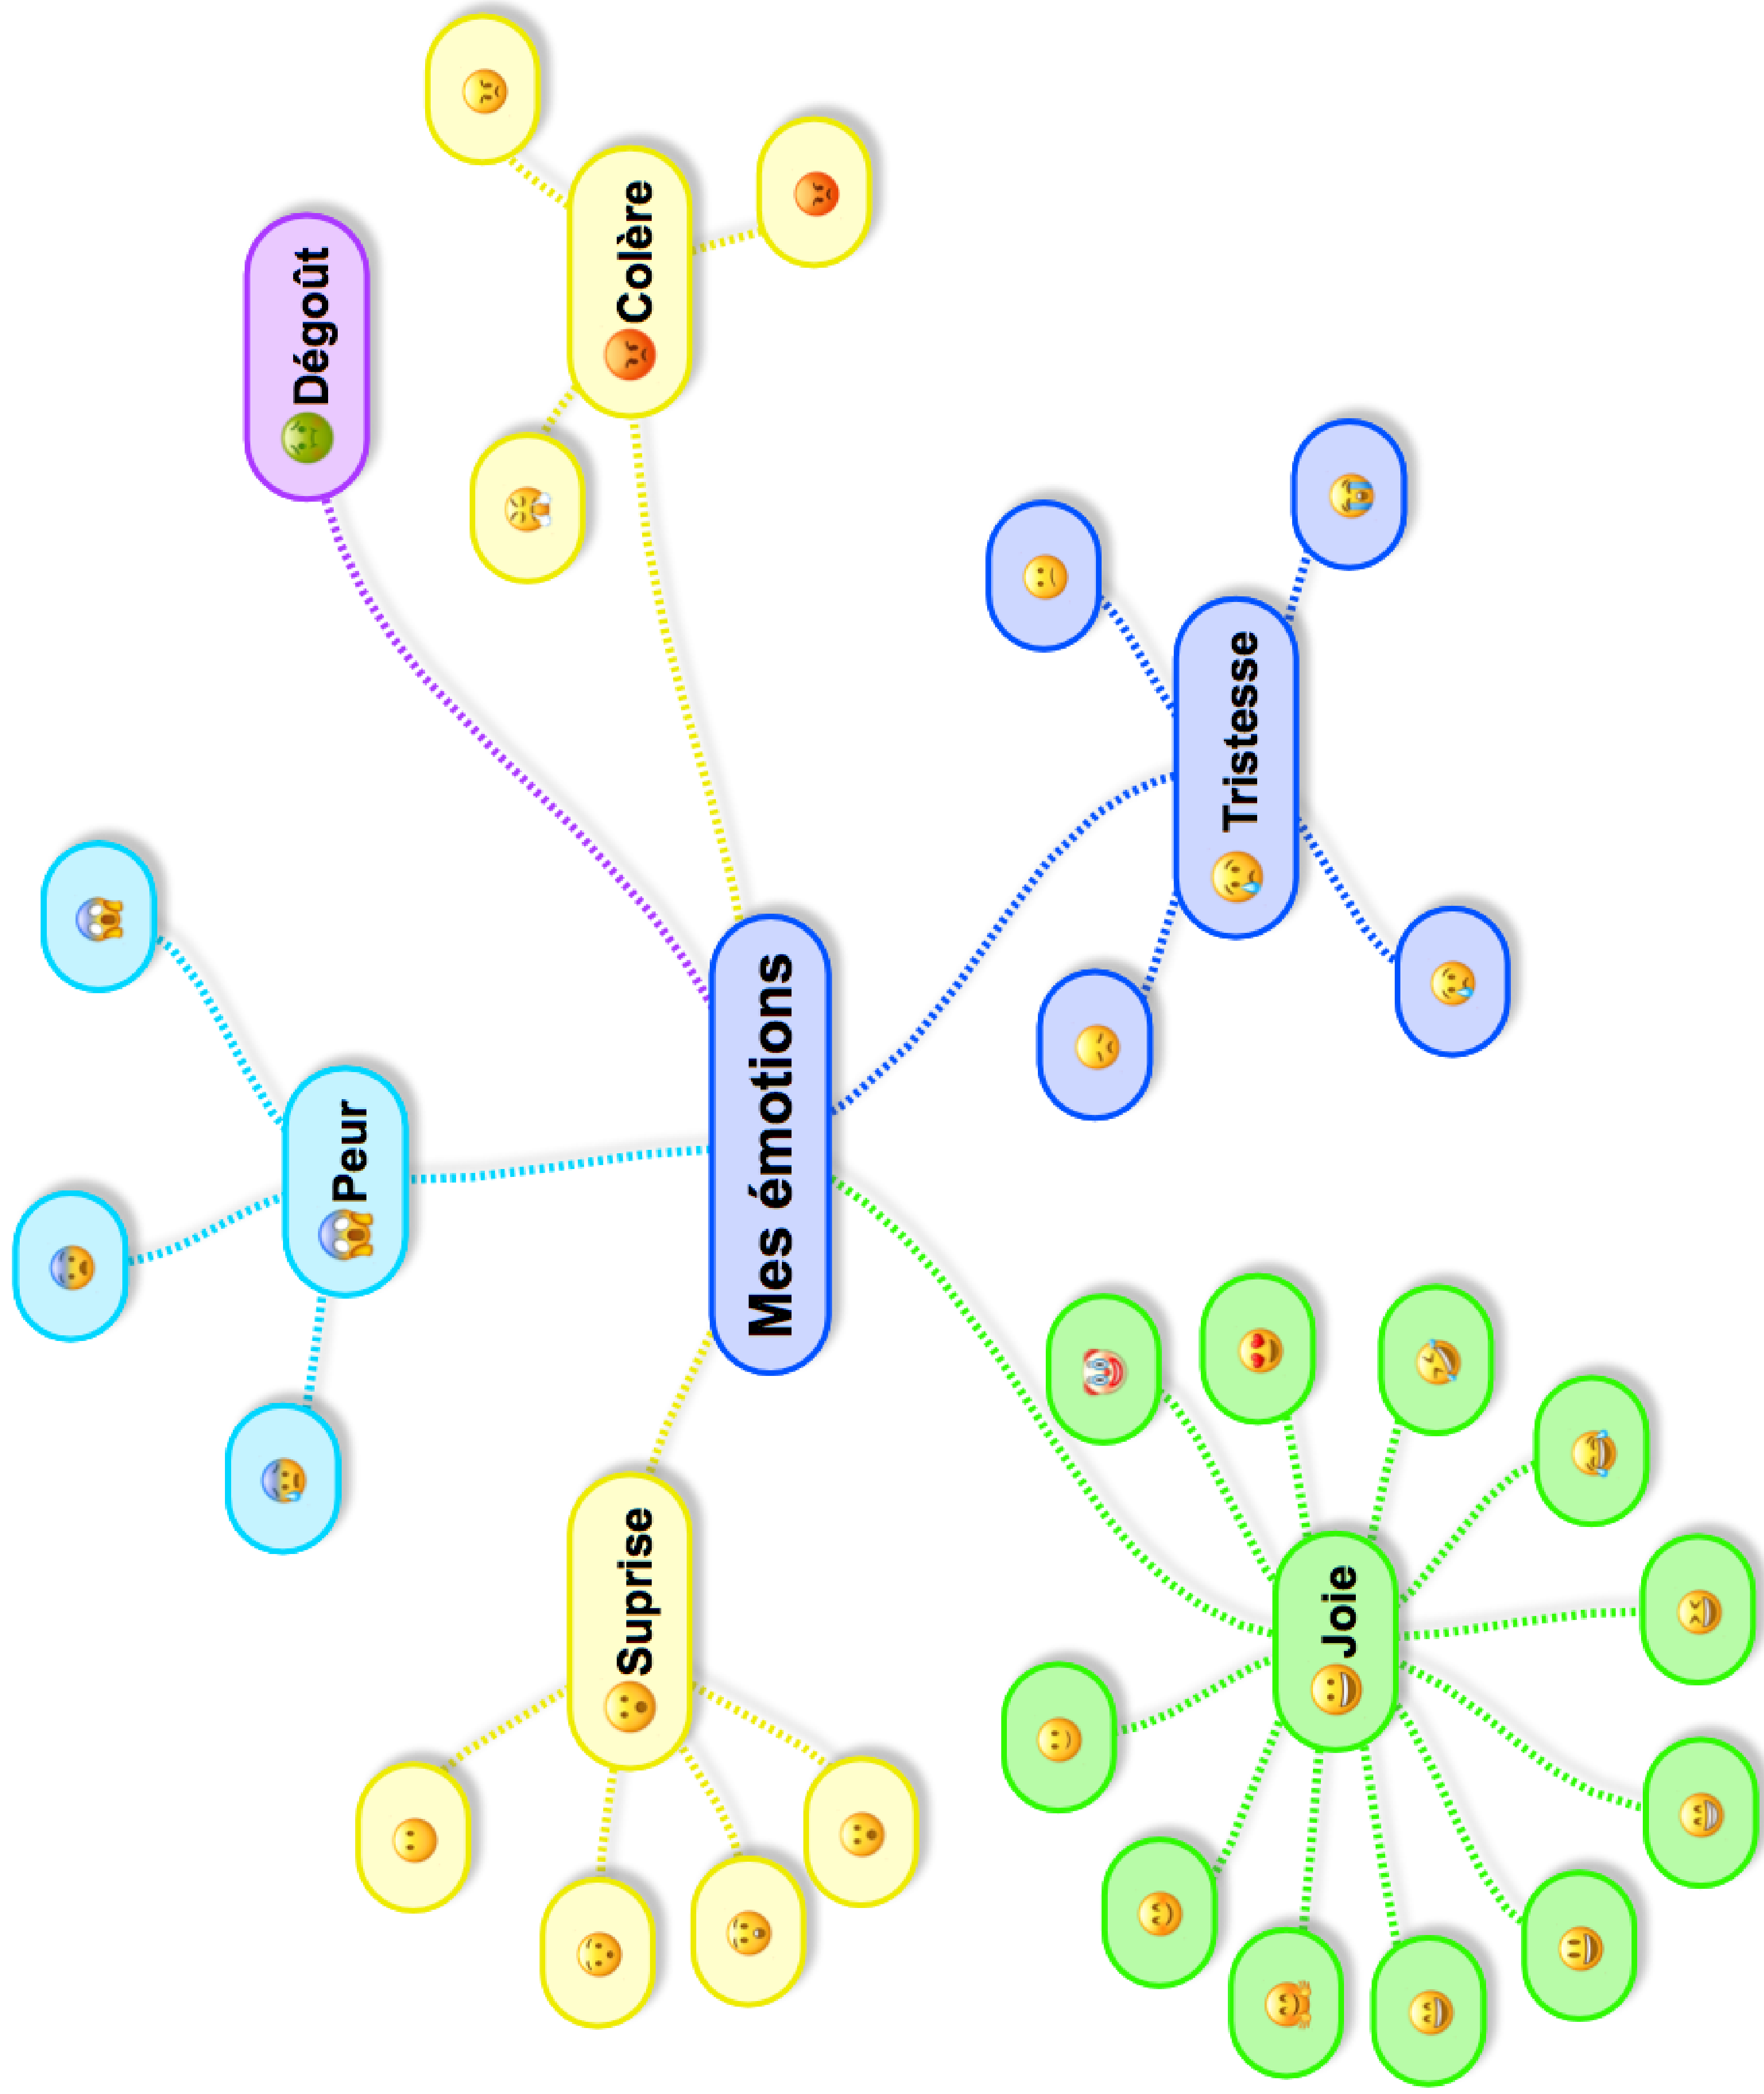 Mes émotions
Peur
Dégoût
Suprise
Colère
Joie
Tristesse